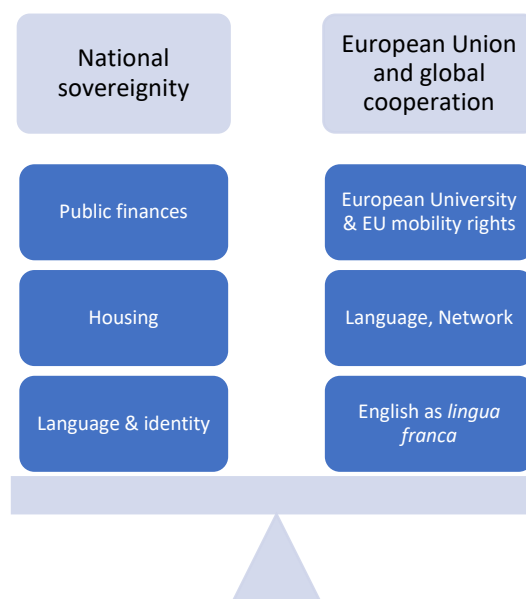 National
sovereignity
European Union
and global
cooperation
Public finances
European University
& EU mobility rights
Housing
Language, Network
Language & identity
English as lingua
franca